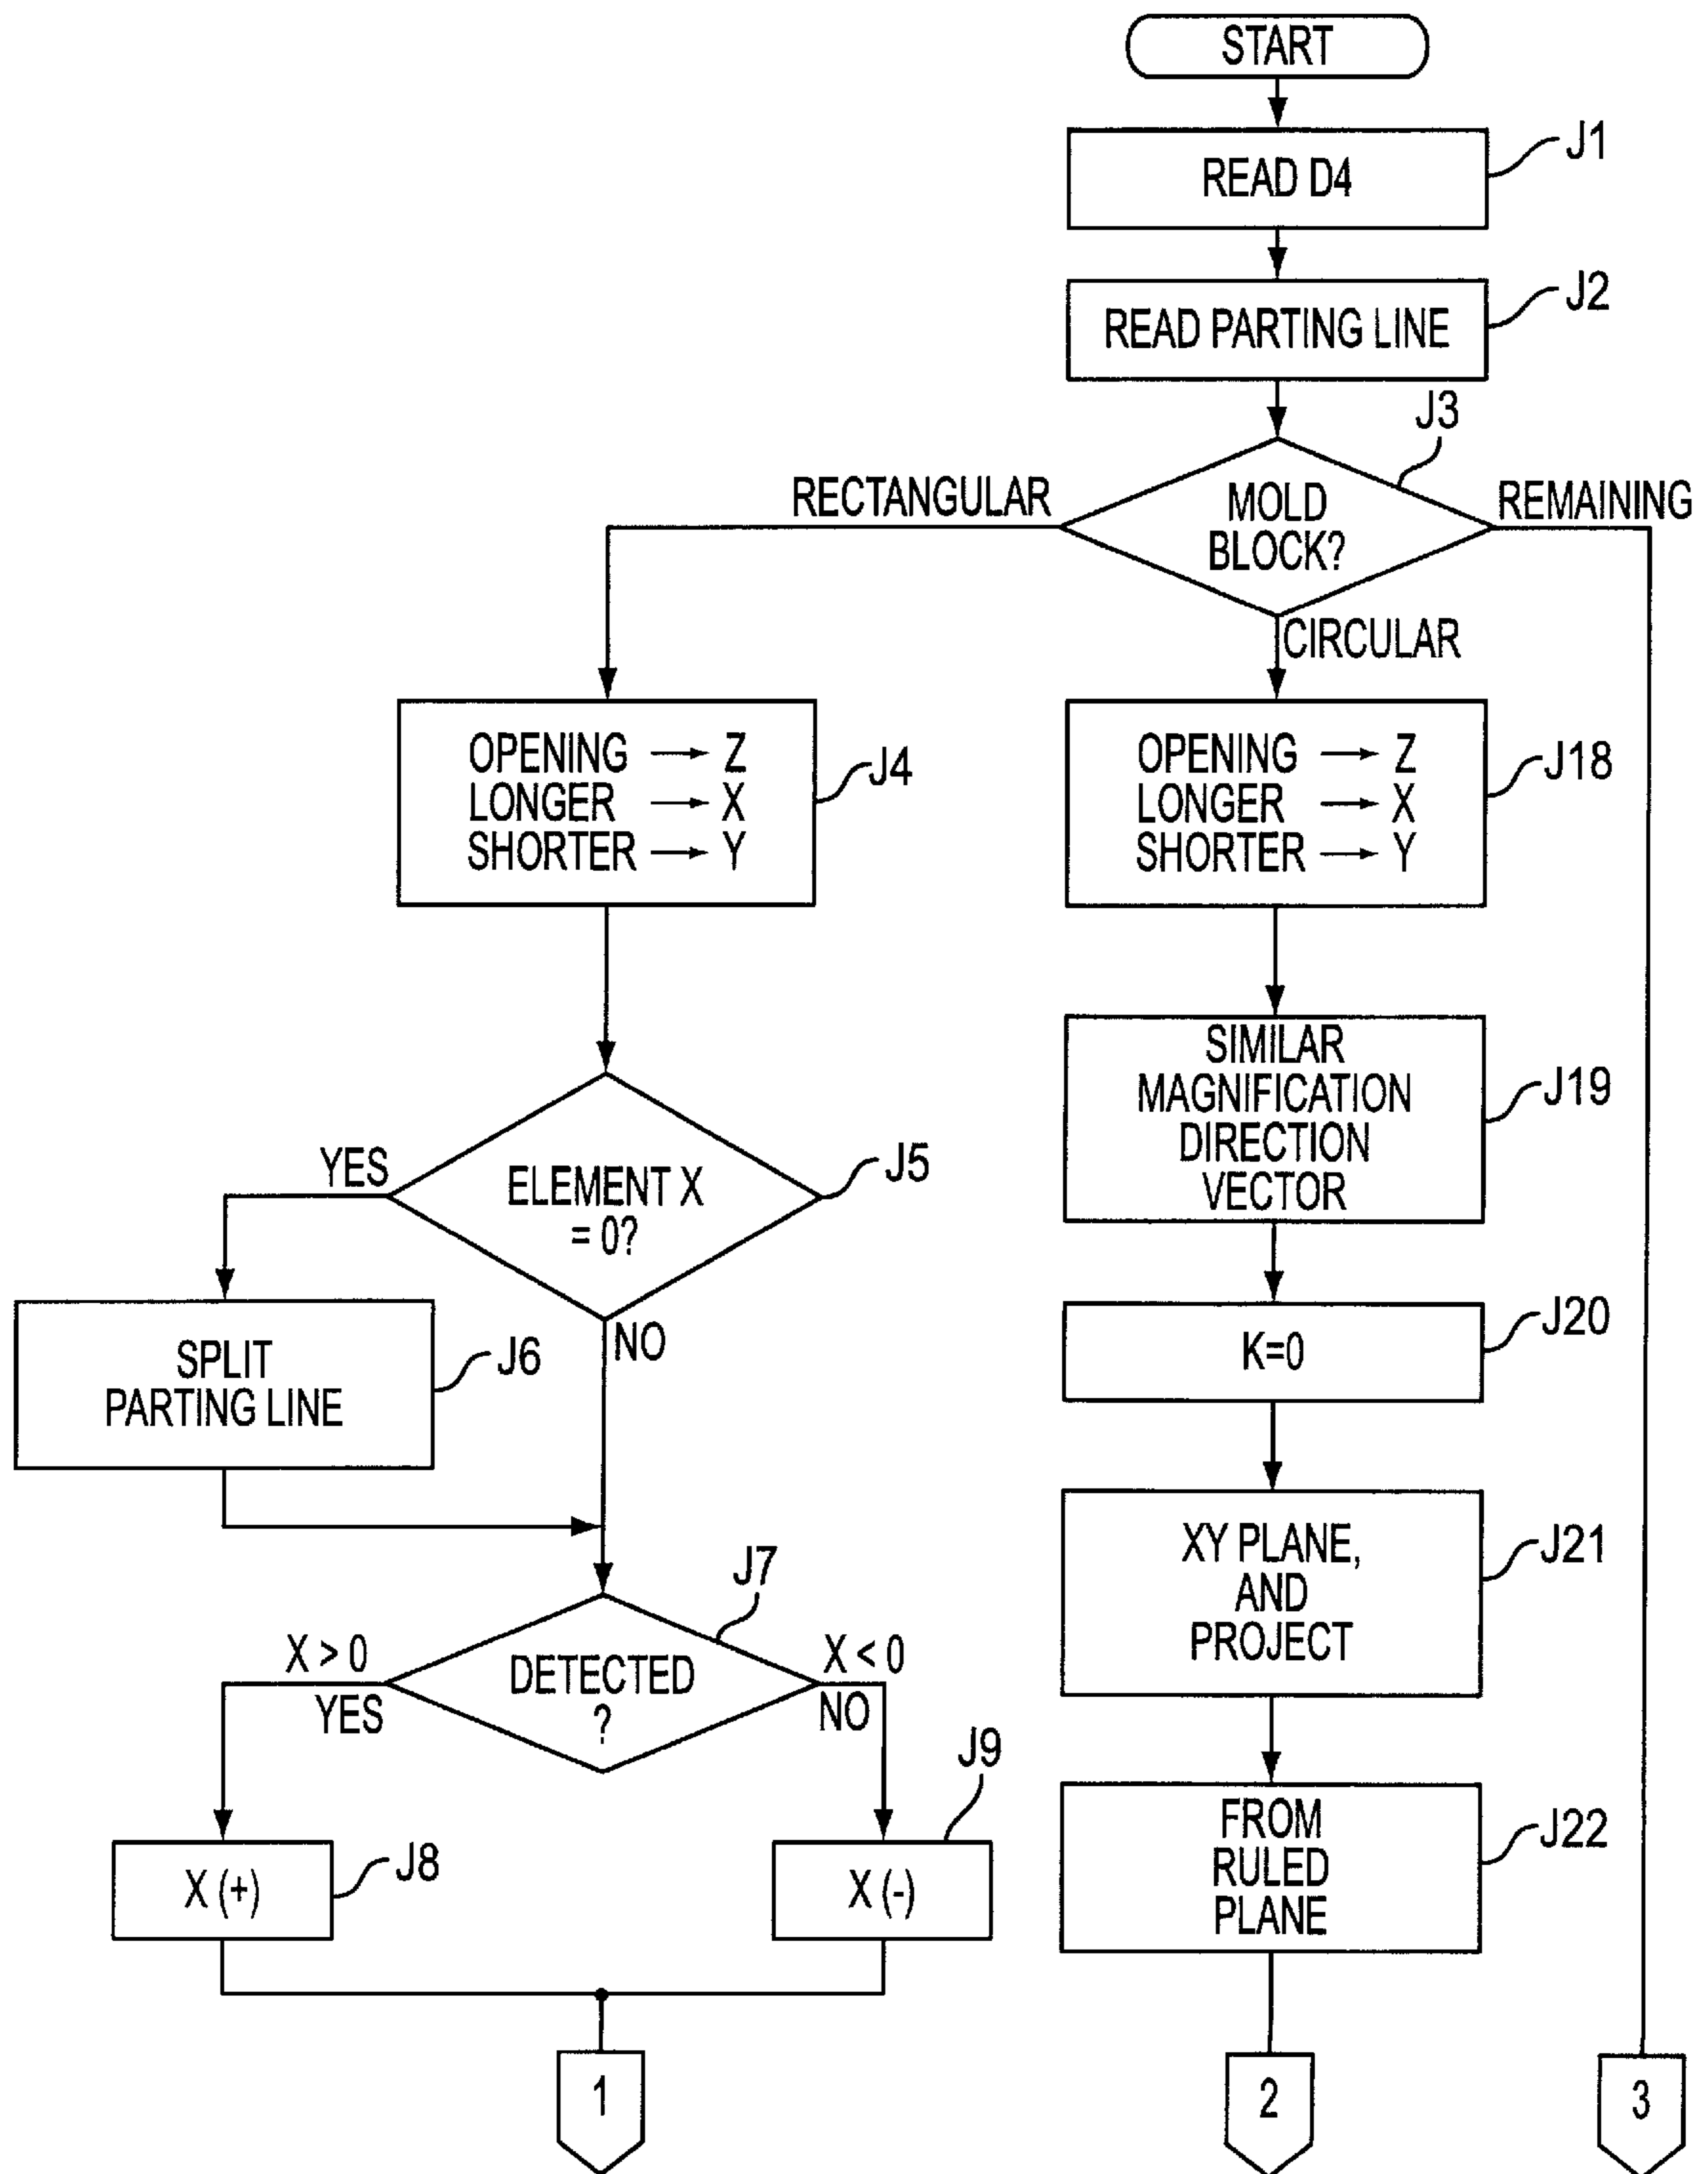 START
READ D4
J1
READ PARTING LINE
J2
J3
MOLD
BLOCK?
RECTANGULAR
REMAINING
CIRCULAR
OPENING → Z
LONGER → X
SHORTER → Y
J4
ELEMENT X
= 0?
J5
YES
NO
SPLIT
PARTING LINE
J6
J7
DETECTED
?
X > 0
YES
X < 0
NO
X (+)
J8
J9
X (-)
1
OPENING → Z
LONGER → X
SHORTER → Y
J18
SIMILAR
MAGNIFICATION
DIRECTION
VECTOR
J19
K=0
J20
XY PLANE,
AND
PROJECT
J21
FROM
RULED
PLANE
J22
2
3